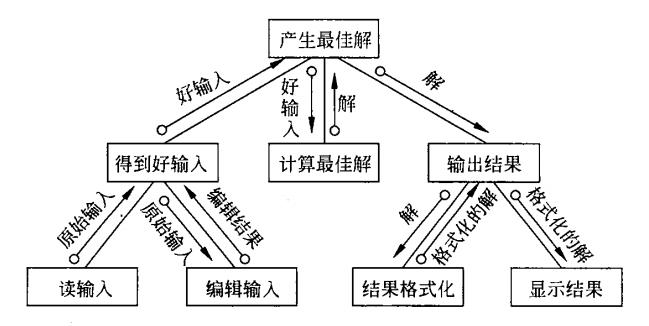 产生最佳解
好输入
好输入
解
解
得到好输入
计算最佳解
输出结果
原始输入
原始输入
编辑结果
解
格式化的解
格式化的解
读输入
编辑输入
结果格式化
显示结果